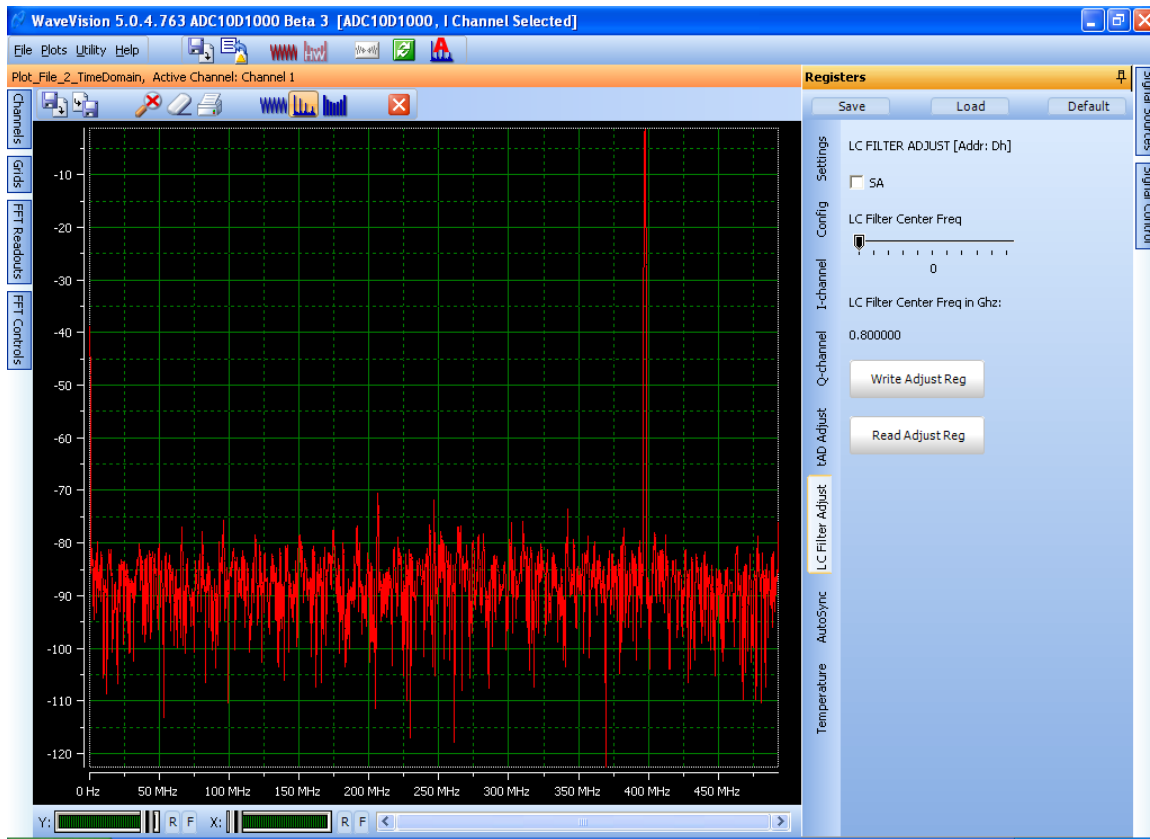 WaveVision 5.0.4.763 ADC10D1000 Beta 3 [ADC10D1000, I Channel Selected]
File Plots Utility Help
HW
A
Plot_File_2_TimeDomain, Active Channel: Channel 1
Channels
Grids
FFT Readouts
FFT Controls
-10
-20
-30
-40
-50
-60
-70
-80
-90
-100
-110
-120
0 Hz 50 MHz 100 MHz 150 MHz 200 MHz 250 MHz 300 MHz 350 MHz 400 MHz 450 MHz
Y: R F X: R F
Registers
Save Load Default
Settings
Config
I-channel
Q-channel
tAD Adjust
LC Filter Adjust
AutoSync
Temperature
LC FILTER ADJUST [Addr: Dh]
SA
LC Filter Center Freq
0
LC Filter Center Freq in Ghz:
0.800000
Write Adjust Reg
Read Adjust Reg
Signal Sources
Signal Control